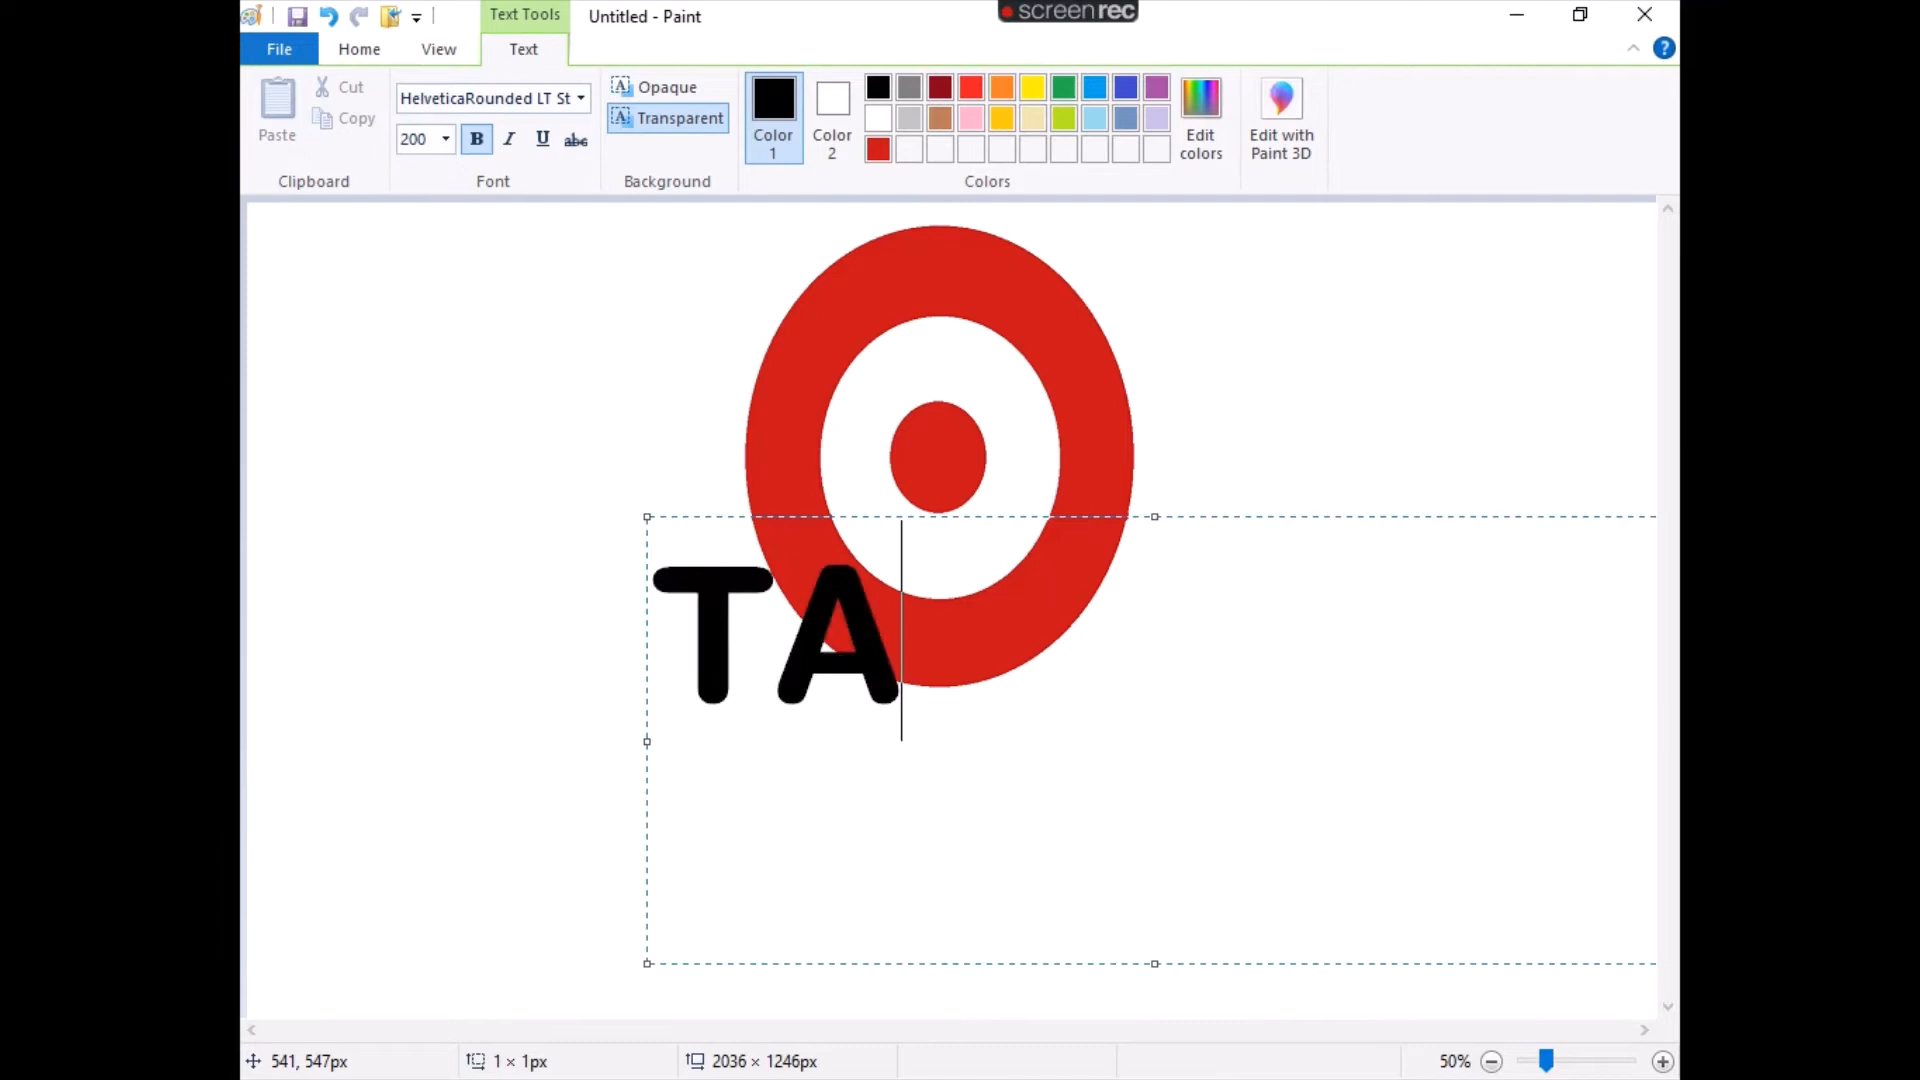 Text Tools
Untitled - Paint
screenrec
File
Home
View
Text
Paste
Cut
Copy
Clipboard
HelveticaRounded LT St
200
B
I
U
abc
Font
Opaque
Transparent
Background
Color 1
Color 2
Edit colors
Colors
Edit with Paint 3D
TA
541, 547px
1 × 1px
2036 × 1246px
50%